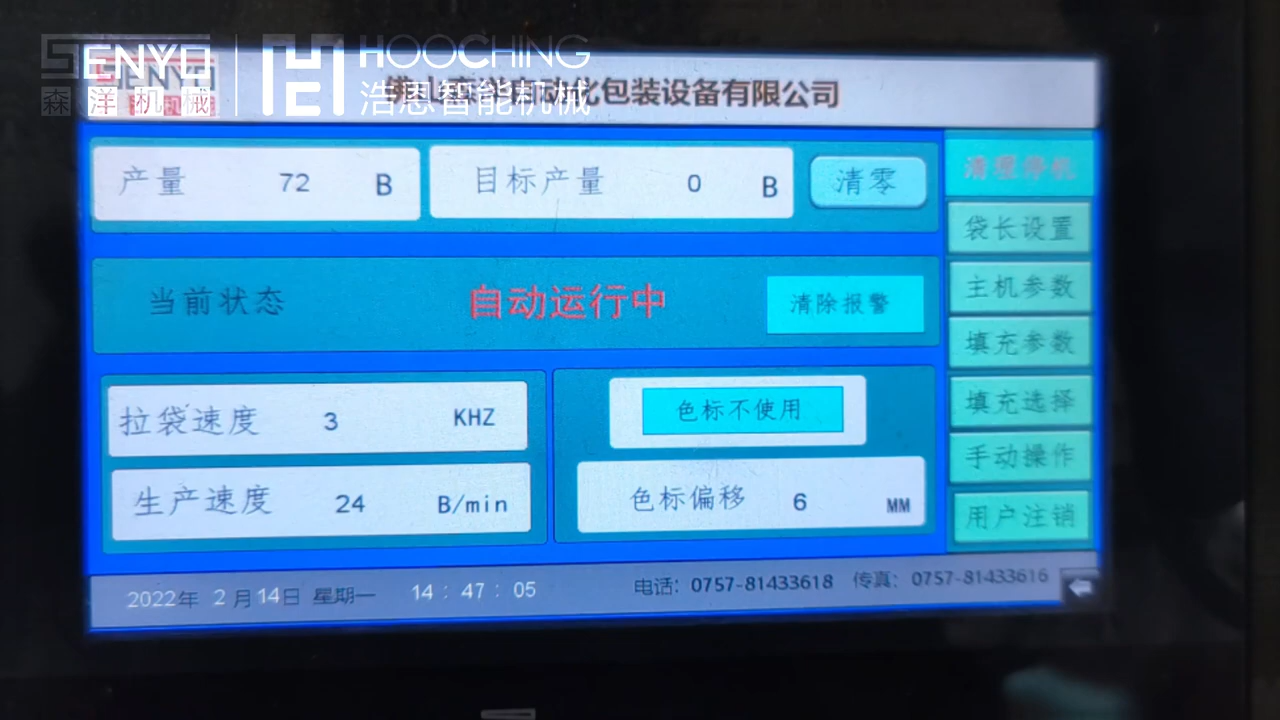 SENYO
森洋机械
HOOCHING
浩恩智能机械
化包装设备有限公司
产量 72 B 目标产量 0 B 清零
清理停机
袋长设置
当前状态 自动运行中 清除报警
主机参数
填充参数
填充选择
手动操作
用户注销
拉袋速度 3 KHZ
色标不使用
生产速度 24 B/min
色标偏移 6 MM
2022年 2月14日 星期一 14:47:05 电话：0757-81433618 传真：0757-81433616